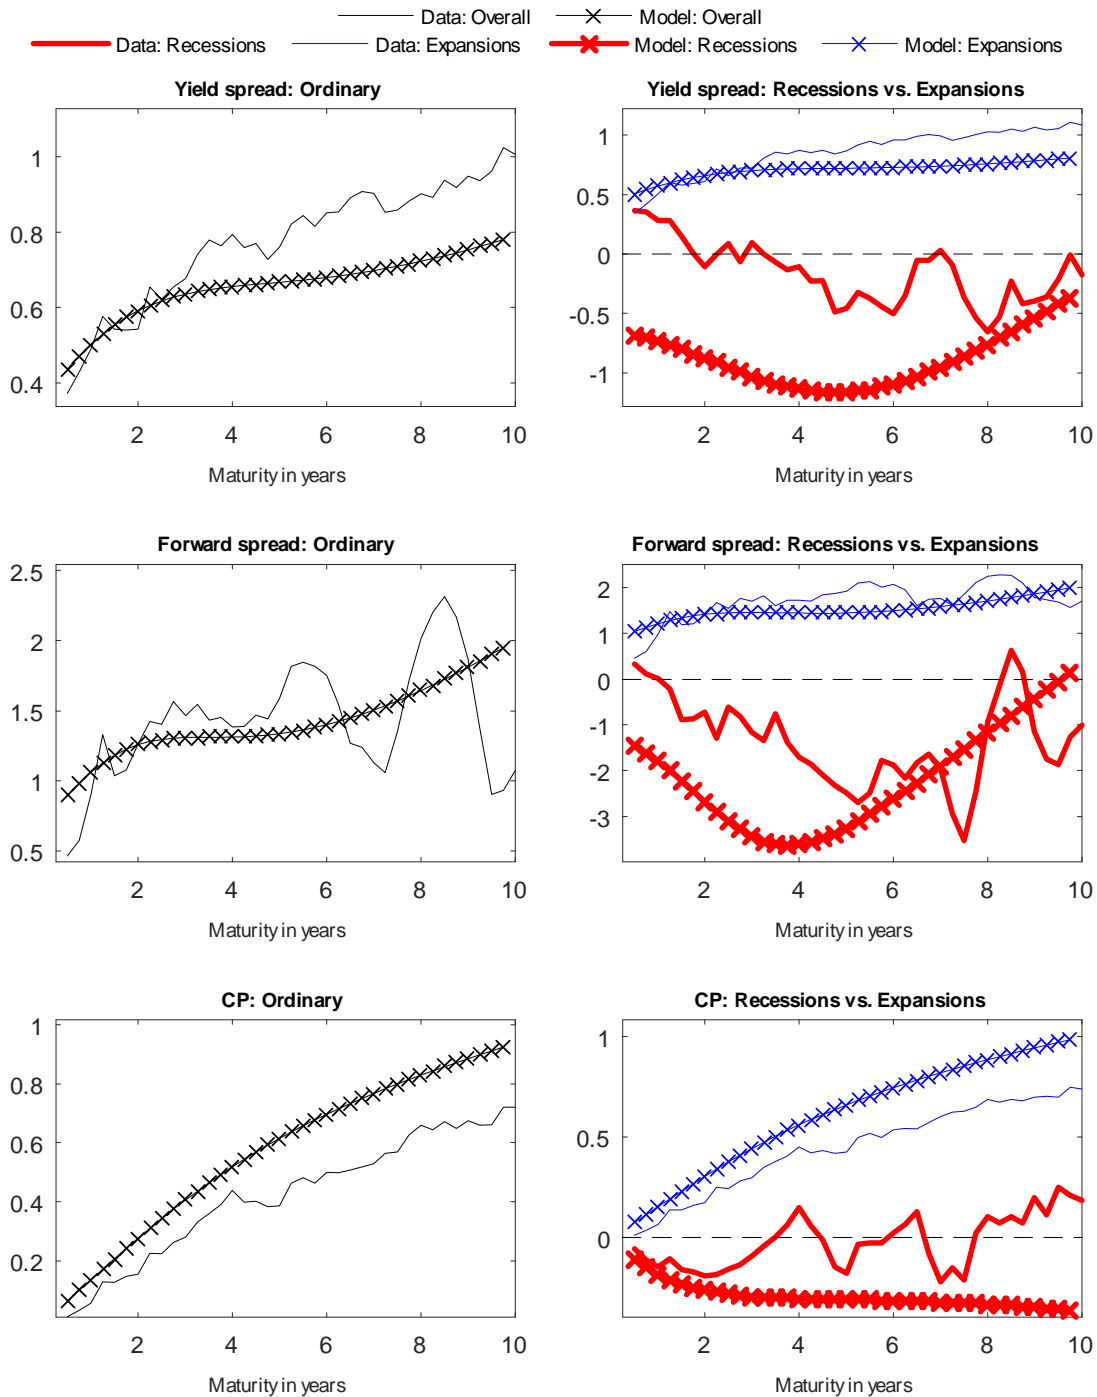 Data: Overall Model: Overall
Data: Recessions Data: Expansions Model: Recessions Model: Expansions
Yield spread: Ordinary
1
0.8
0.6
0.4
2 4 6 8 10
Maturity in years
Yield spread: Recessions vs. Expansions
1
0.5
0
-0.5
-1
2 4 6 8 10
Maturity in years
Forward spread: Ordinary
2.5
2
1.5
1
0.5
2 4 6 8 10
Maturity in years
Forward spread: Recessions vs. Expansions
2
1
0
-1
-2
-3
2 4 6 8 10
Maturity in years
CP: Ordinary
1
0.8
0.6
0.4
0.2
2 4 6 8 10
Maturity in years
CP: Recessions vs. Expansions
1
0.5
0
2 4 6 8 10
Maturity in years